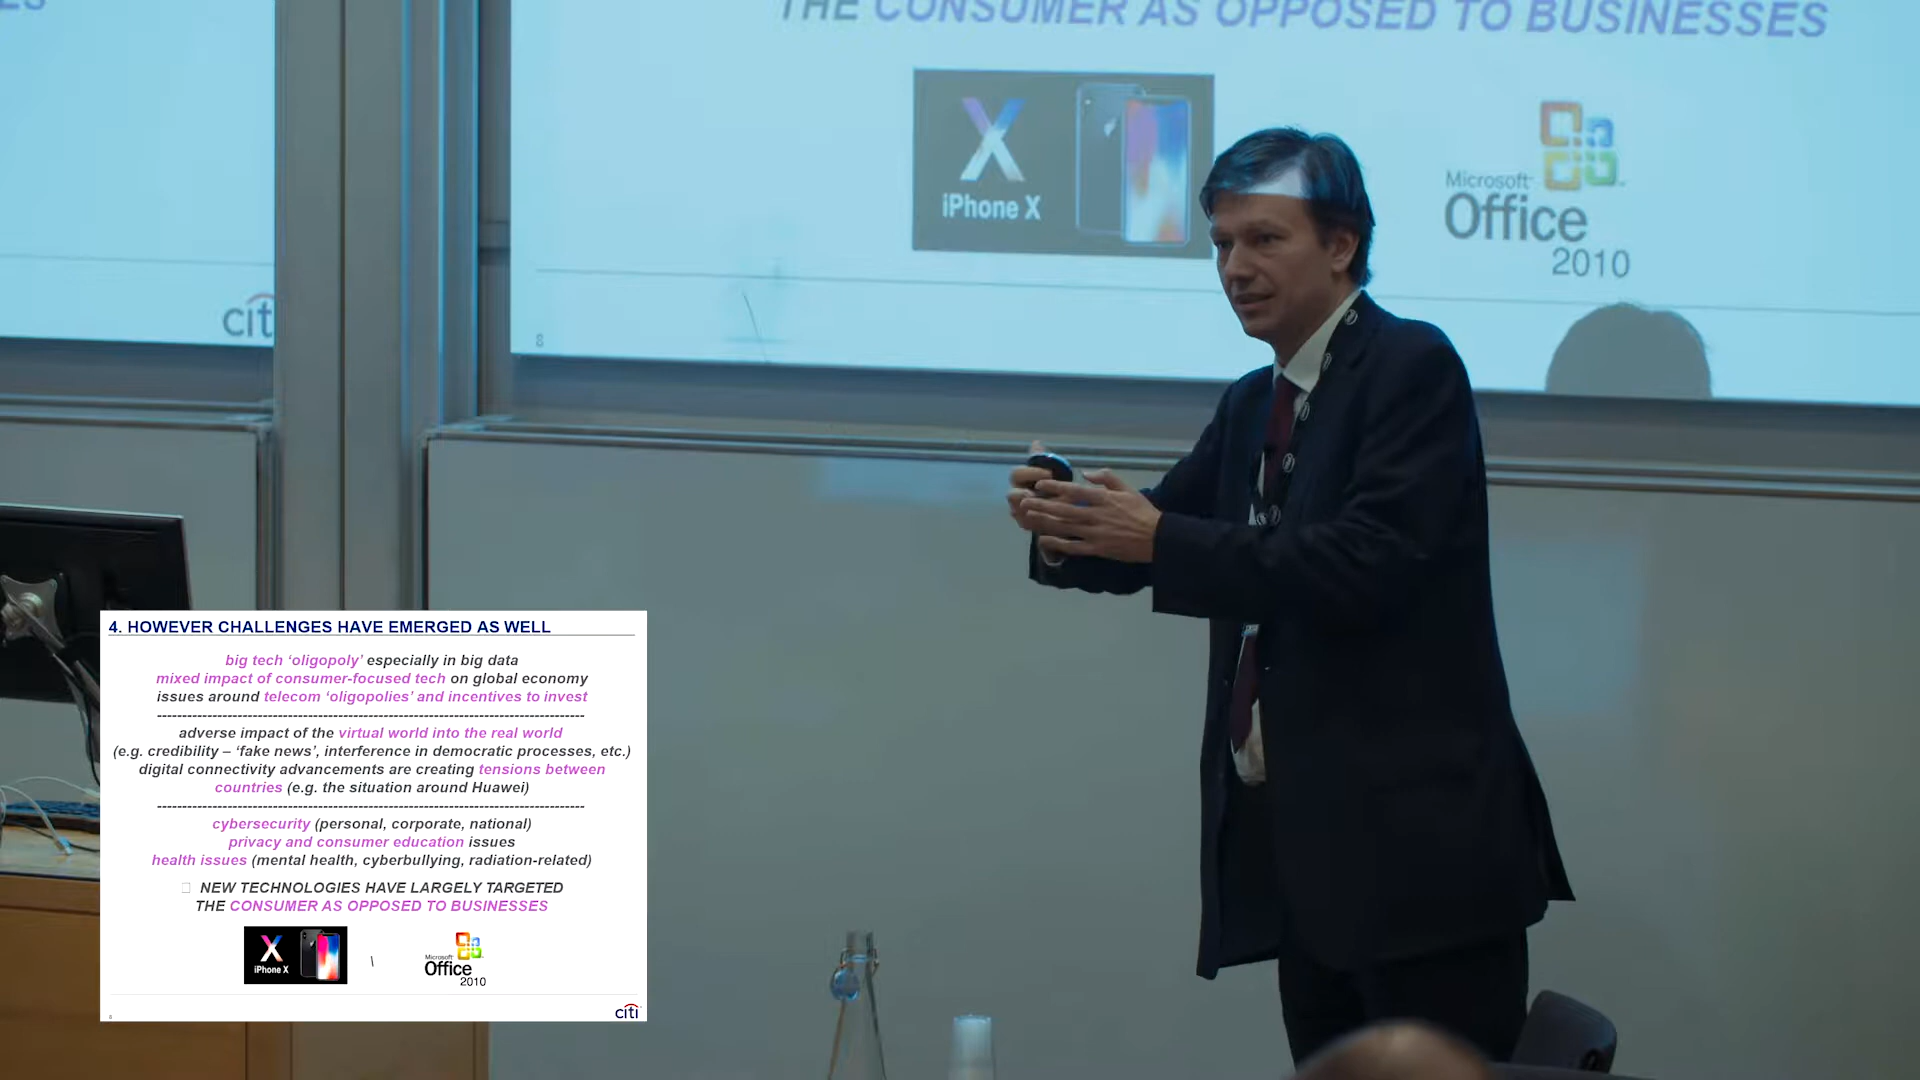 THE CONSUMER AS OPPOSED TO BUSINESSES
X
iPhone X
Microsoft
Office
2010
citi
8
4. HOWEVER CHALLENGES HAVE EMERGED AS WELL
big tech ‘oligopoly’ especially in big data
mixed impact of consumer-focused tech on global economy
issues around telecom ‘oligopolies’ and incentives to invest
adverse impact of the virtual world into the real world
(e.g. credibility – ‘fake news’, interference in democratic processes, etc.)
digital connectivity advancements are creating tensions between
countries (e.g. the situation around Huawei)
cybersecurity (personal, corporate, national)
privacy and consumer education issues
health issues (mental health, cyberbullying, radiation-related)
NEW TECHNOLOGIES HAVE LARGELY TARGETED
THE CONSUMER AS OPPOSED TO BUSINESSES
X
iPhone X
\
Microsoft
Office
2010
8
citi